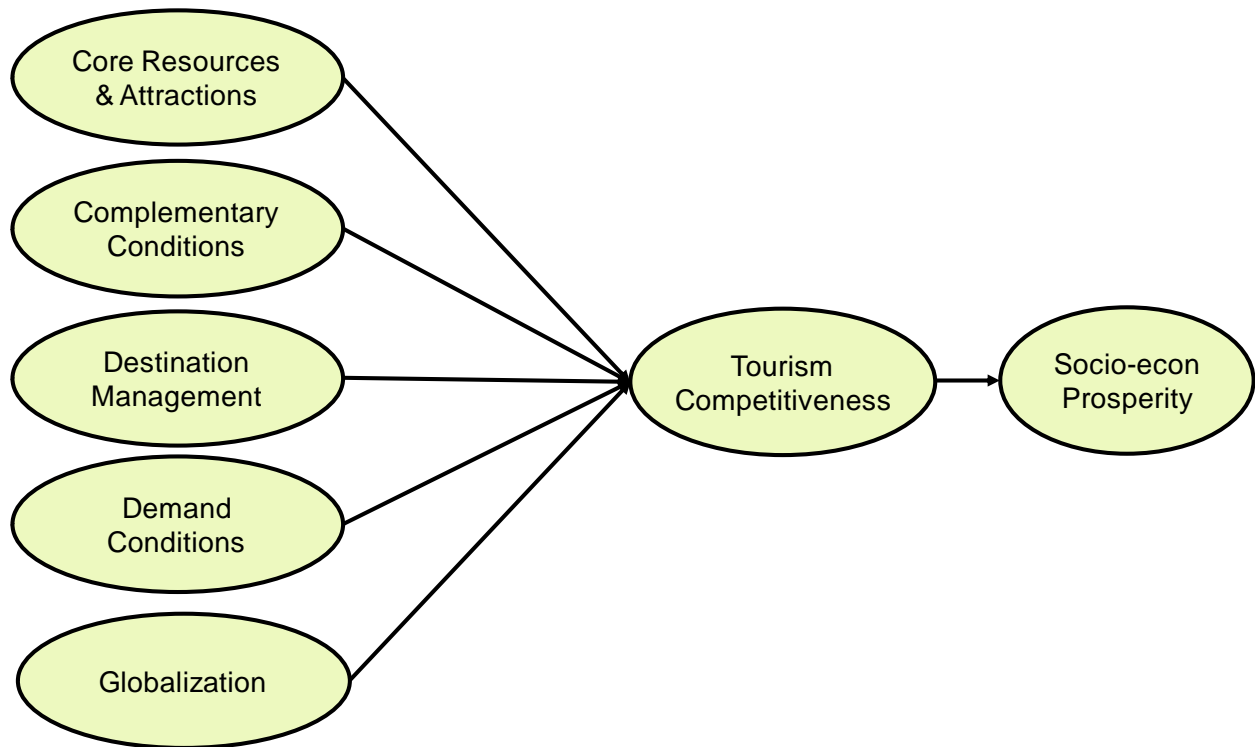 Core Resources
& Attractions
Complementary
Conditions
Destination
Management
Demand
Conditions
Globalization
Tourism
Competitiveness
Socio-econ
Prosperity